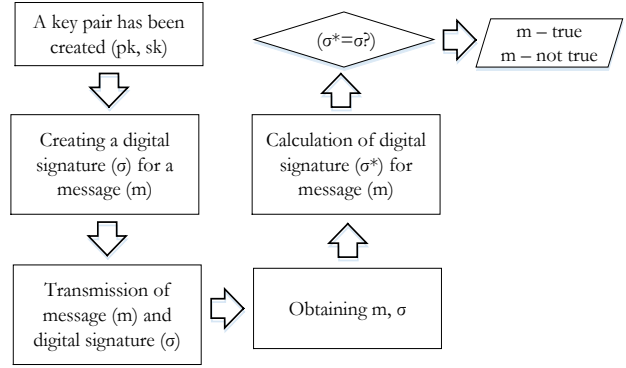 A key pair has been
created (pk, sk)
Creating a digital
signature (σ) for a
message (m)
Transmission of
message (m) and
digital signature (σ)
Obtaining m, σ
Calculation of digital
signature (σ*) for
message (m)
(σ*=σ?)
m – true
m – not true